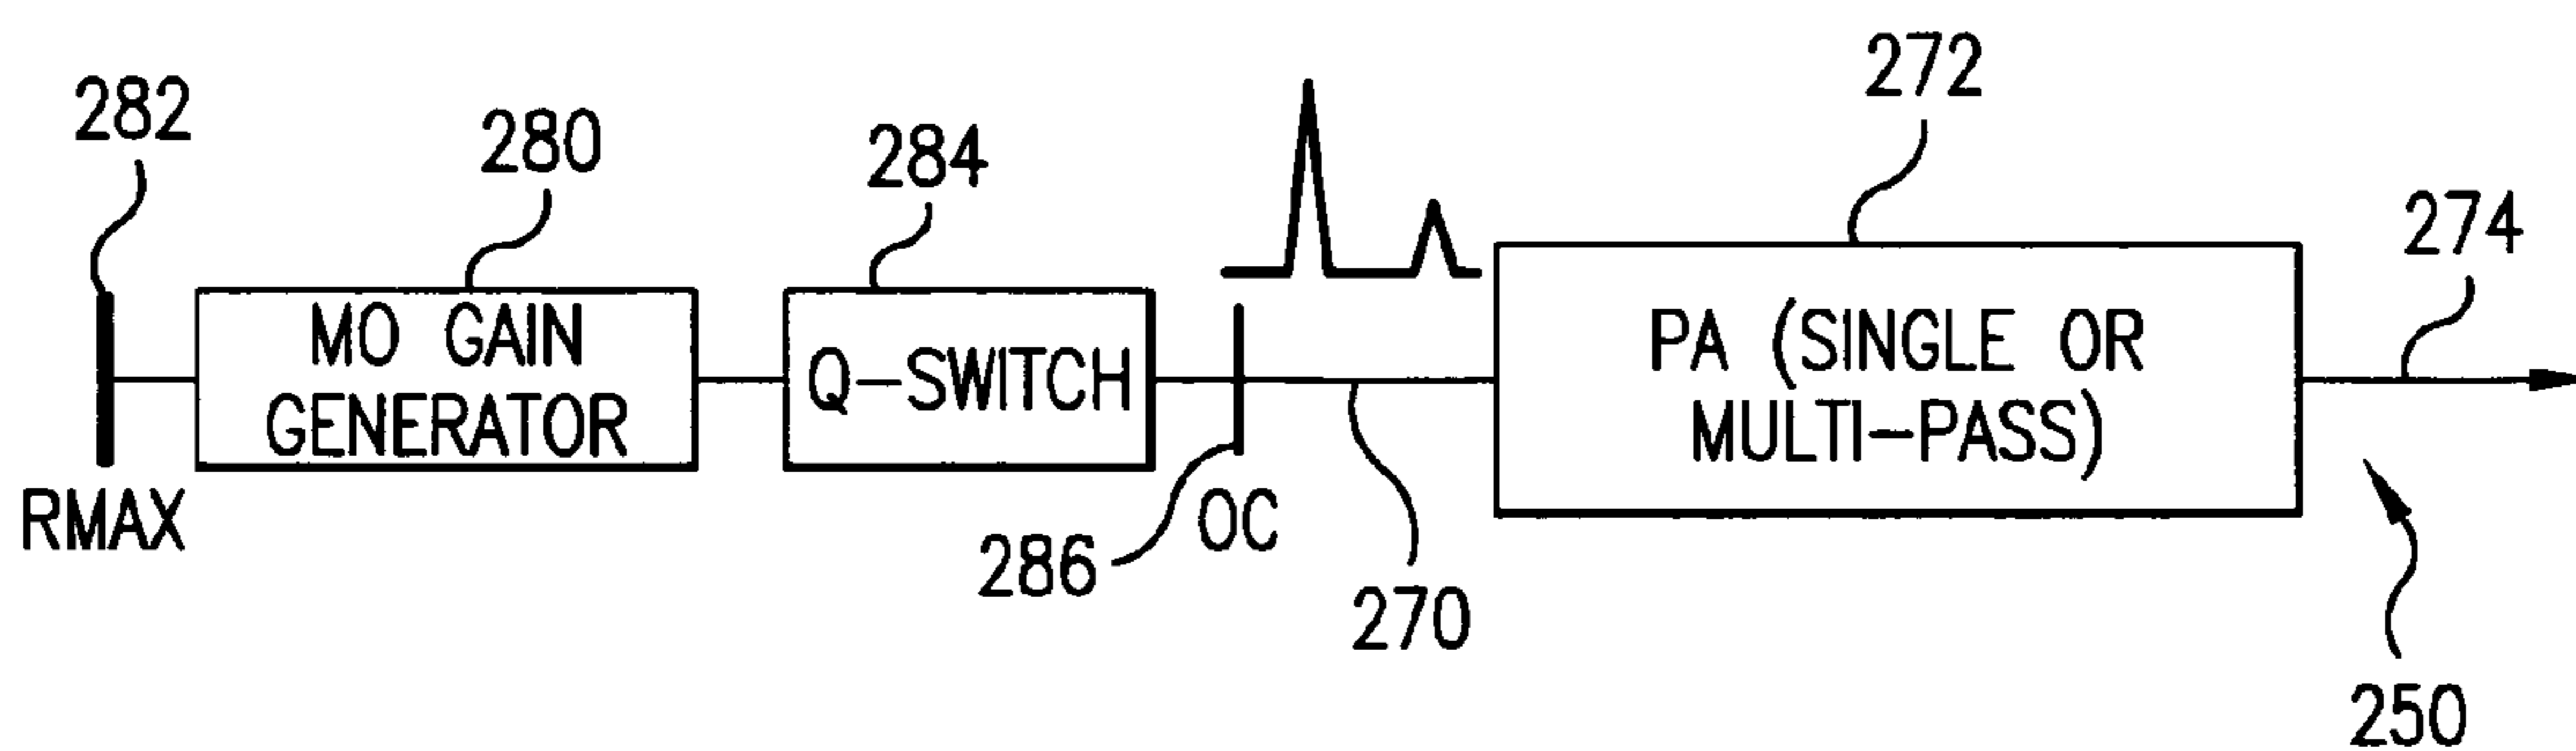 282
280
284
272
274
MO GAIN
GENERATOR
Q-SWITCH
PA (SINGLE OR
MULTI-PASS)
RMAX
286
OC
270
250